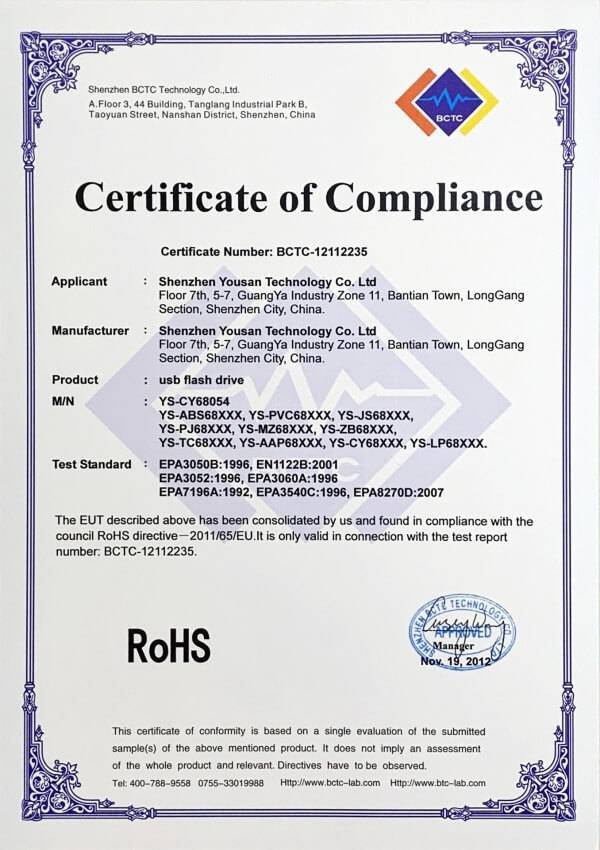 Shenzhen BCTC Technology Co.,Ltd.
A.Floor 3, 44 Building, Tanglang Industrial Park B,
Taoyuan Street, Nanshan District, Shenzhen, China
BCTC
Certificate of Compliance
Certificate Number: BCTC-12112235
Applicant : Shenzhen Yousan Technology Co. Ltd
Floor 7th, 5-7, GuangYa Industry Zone 11, Bantian Town, LongGang
Section, Shenzhen City, China.
Manufacturer : Shenzhen Yousan Technology Co. Ltd
Floor 7th, 5-7, GuangYa Industry Zone 11, Bantian Town, LongGang
Section, Shenzhen City, China.
Product : usb flash drive
M/N : YS-CY68054
YS-ABS68XXX, YS-PVC68XXX, YS-JS68XXX,
YS-PJ68XXX, YS-MZ68XXX, YS-ZB68XXX,
YS-TC68XXX, YS-AAP68XXX, YS-CY68XXX, YS-LP68XXX.
Test Standard : EPA3050B:1996, EN1122B:2001
EPA3052:1996, EPA3060A:1996
EPA7196A:1992, EPA3540C:1996, EPA8270D:2007
The EUT described above has been consolidated by us and found in compliance with the
council RoHS directive—2011/65/EU.It is only valid in connection with the test report
number: BCTC-12112235.
RoHS
SHENZHEN BCTC TECHNOLOGY CO., LTD
APPROVED
Manager
Nov. 19, 2012
This certificate of conformity is based on a single evaluation of the submitted
sample(s) of the above mentioned product. It does not imply an assessment
of the whole product and relevant. Directives have to be observed.
Tel: 400-788-9558 0755-33019988 Http://www.bctc-lab.com Http://www.btc-lab.com